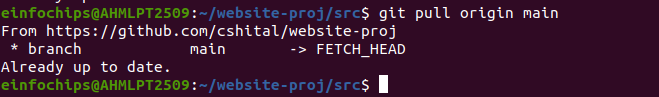 einfochips@AHMLPT2509:~/website-proj/src$ git pull origin main
From https://github.com/cshital/website-proj
 * branch            main       -> FETCH_HEAD
Already up to date.
einfochips@AHMLPT2509:~/website-proj/src$